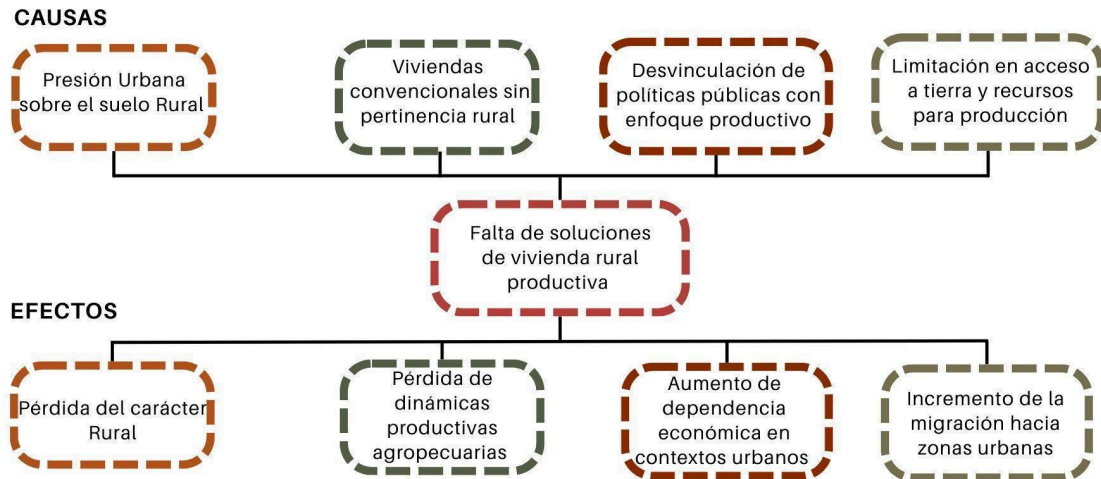 CAUSAS
Presión Urbana
sobre el suelo Rural
Viviendas
convencionales sin
pertinencia rural
Desvinculación de
políticas públicas con
enfoque productivo
Limitación en acceso
a tierra y recursos
para producción
Falta de soluciones
de vivienda rural
productiva
EFECTOS
Pérdida del carácter
Rural
Pérdida de
dinámicas
productivas
agropecuarias
Aumento de
dependencia
económica en
contextos urbanos
Incremento de la
migración hacia
zonas urbanas